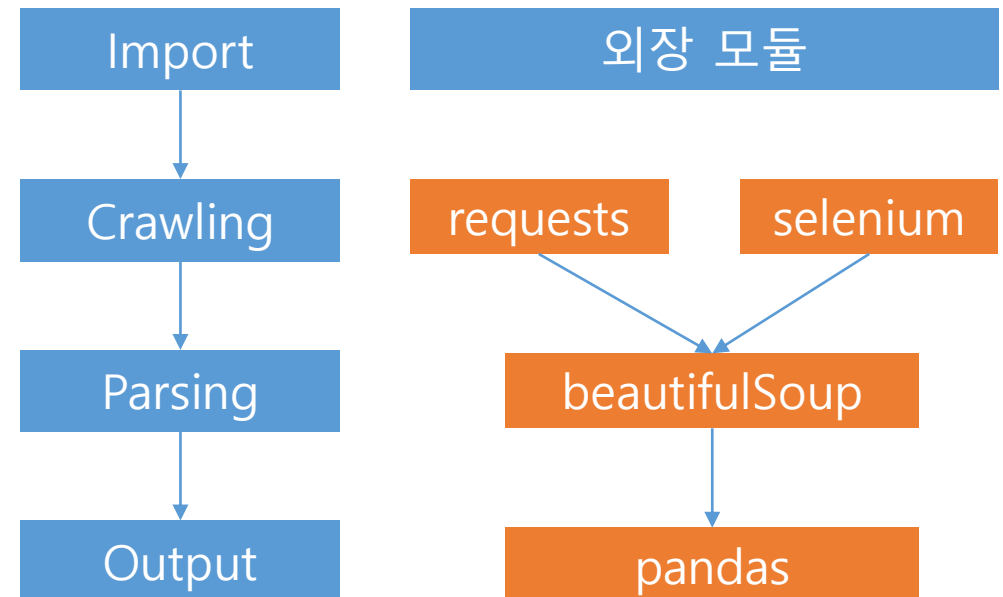 Import
외장 모듈
Crawling
requests
selenium
Parsing
beautifulSoup
Output
pandas